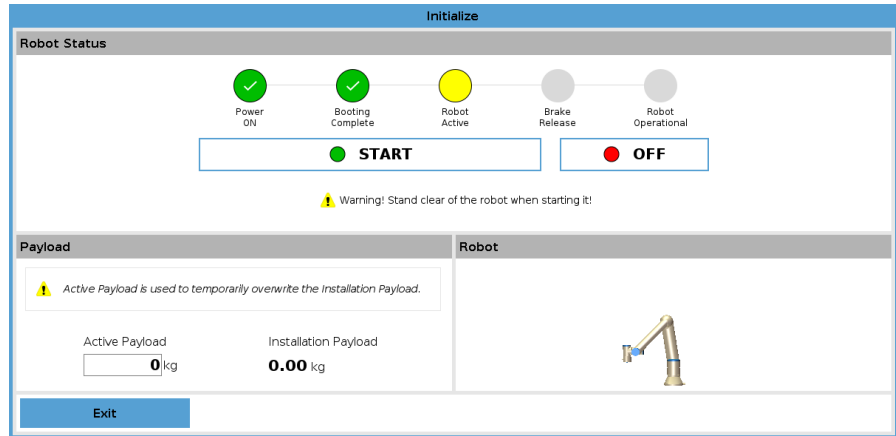 Initialize
Robot Status
Power
ON
Booting
Complete
Robot
Active
Brake
Release
Robot
Operational
START
OFF
Warning! Stand clear of the robot when starting it!
Payload
Active Payload is used to temporarily overwrite the Installation Payload.
Active Payload
0 kg
Installation Payload
0.00 kg
Robot
Exit